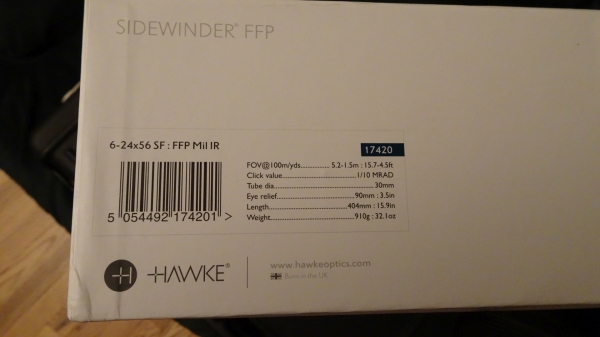 SIDEWINDER® FFP
6-24x56 SF : FFP Mil IR
17420
FOV@100m/yds.................. 5.2-1.5m : 15.7-4.5ft
Click value........................................ 1/10 MRAD
Tube dia.................................................... 30mm
Eye relief......................................... 90mm : 3.5in
Length........................................ 404mm : 15.9in
Weight......................................... 910g : 32.1oz
5 054492 174201 >
HAWKE®
www.hawkeoptics.com
Born in the UK